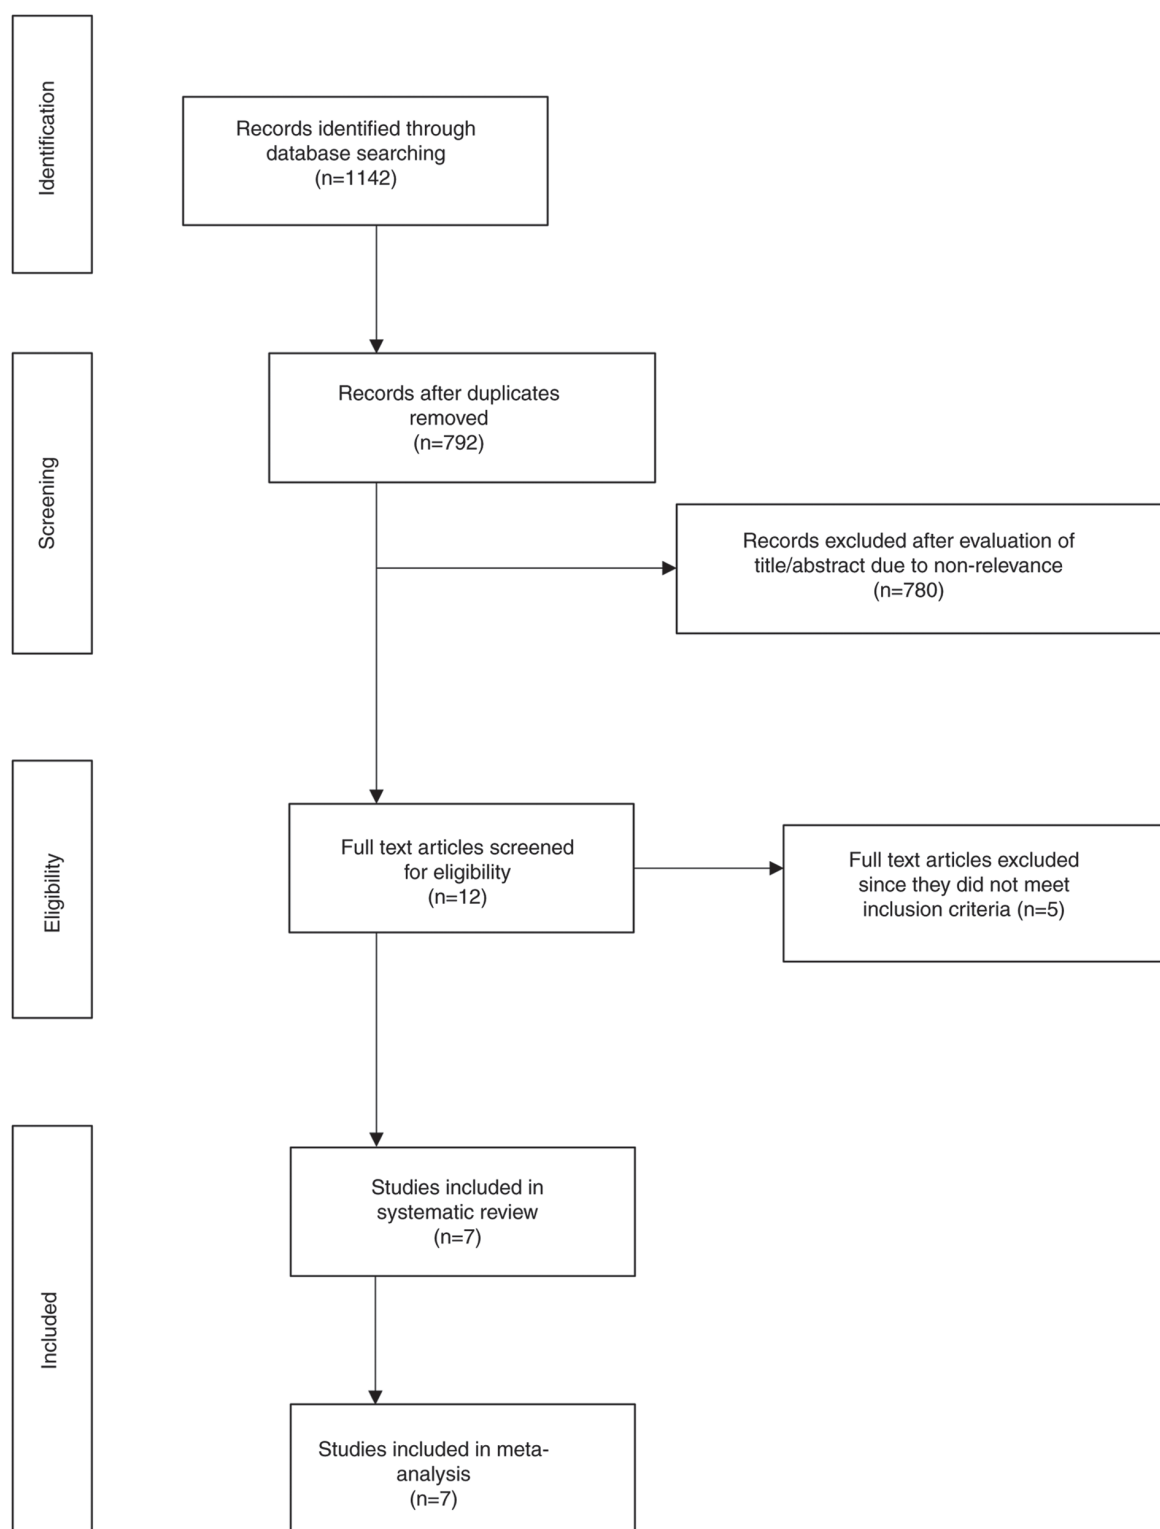 Identification
Records identified through
database searching
(n=1142)
Screening
Records after duplicates
removed
(n=792)
Records excluded after evaluation of
title/abstract due to non-relevance
(n=780)
Eligibility
Full text articles screened
for eligibility
(n=12)
Full text articles excluded
since they did not meet
inclusion criteria (n=5)
Included
Studies included in
systematic review
(n=7)
Studies included in meta-
analysis
(n=7)